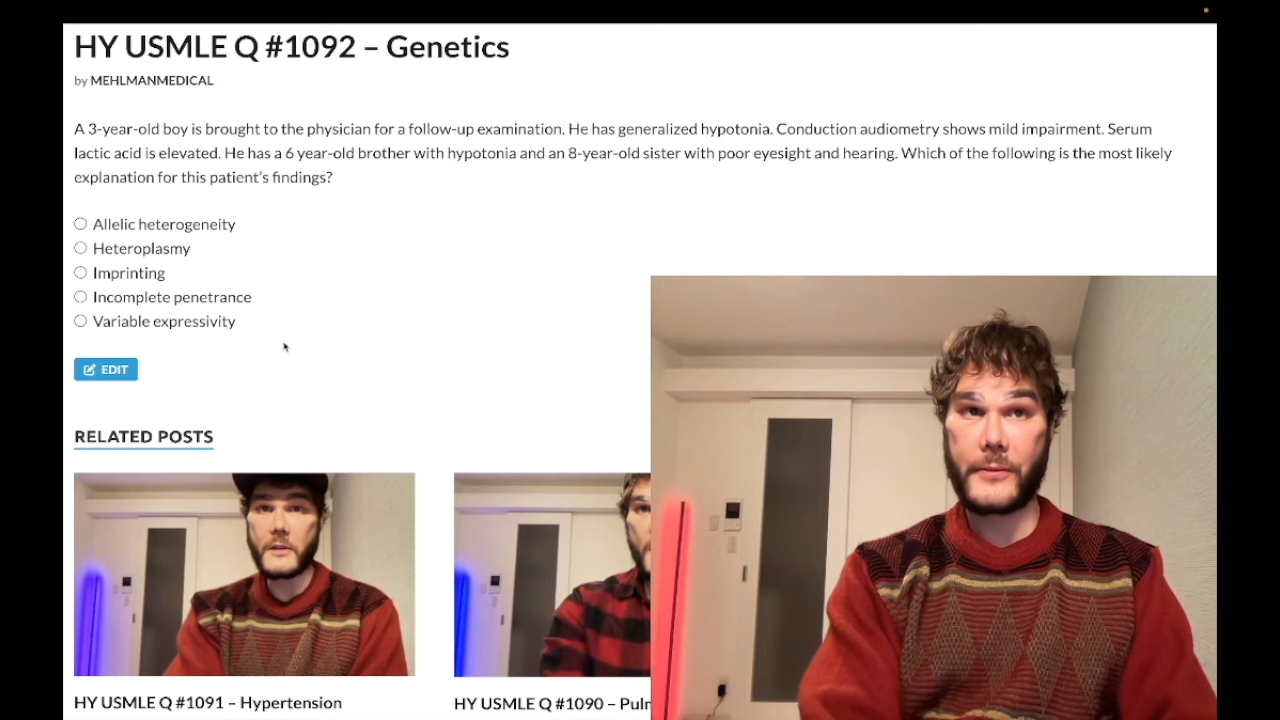 HY USMLE Q #1092 – Genetics
by MEHLMANMEDICAL
A 3-year-old boy is brought to the physician for a follow-up examination. He has generalized hypotonia. Conduction audiometry shows mild impairment. Serum
lactic acid is elevated. He has a 6 year-old brother with hypotonia and an 8-year-old sister with poor eyesight and hearing. Which of the following is the most likely
explanation for this patient's findings?
Allelic heterogeneity
Heteroplasmy
Imprinting
Incomplete penetrance
Variable expressivity
EDIT
RELATED POSTS
HY USMLE Q #1091 – Hypertension
HY USMLE Q #1090 –